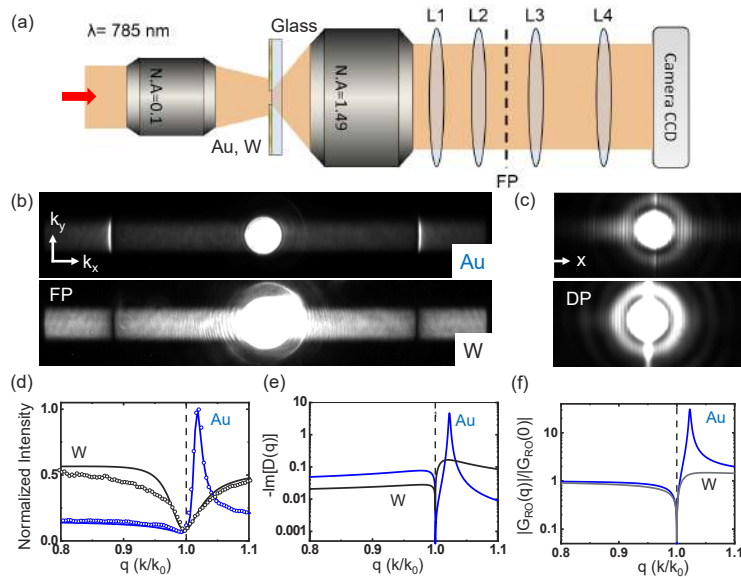 (a)
λ= 785 nm
Glass
L1 L2 L3 L4
N.A=0.1
N.A=1.49
Camera CCD
Au, W
FP
(b)
ky
kx
Au
FP
W
(c)
x
DP
(d)
Normalized Intensity
1.0
0.5
0.0
W
Au
0.8 0.9 1.0 1.1
q (k/k0)
(e)
-Im[D(q)]
10
1
0.1
0.01
0.001
Au
W
0.8 0.9 1.0 1.1
q (k/k0)
(f)
|GRO(q)|/|GRO(0)|
10
1
0.1
Au
W
0.8 0.9 1.0 1.1
q (k/k0)